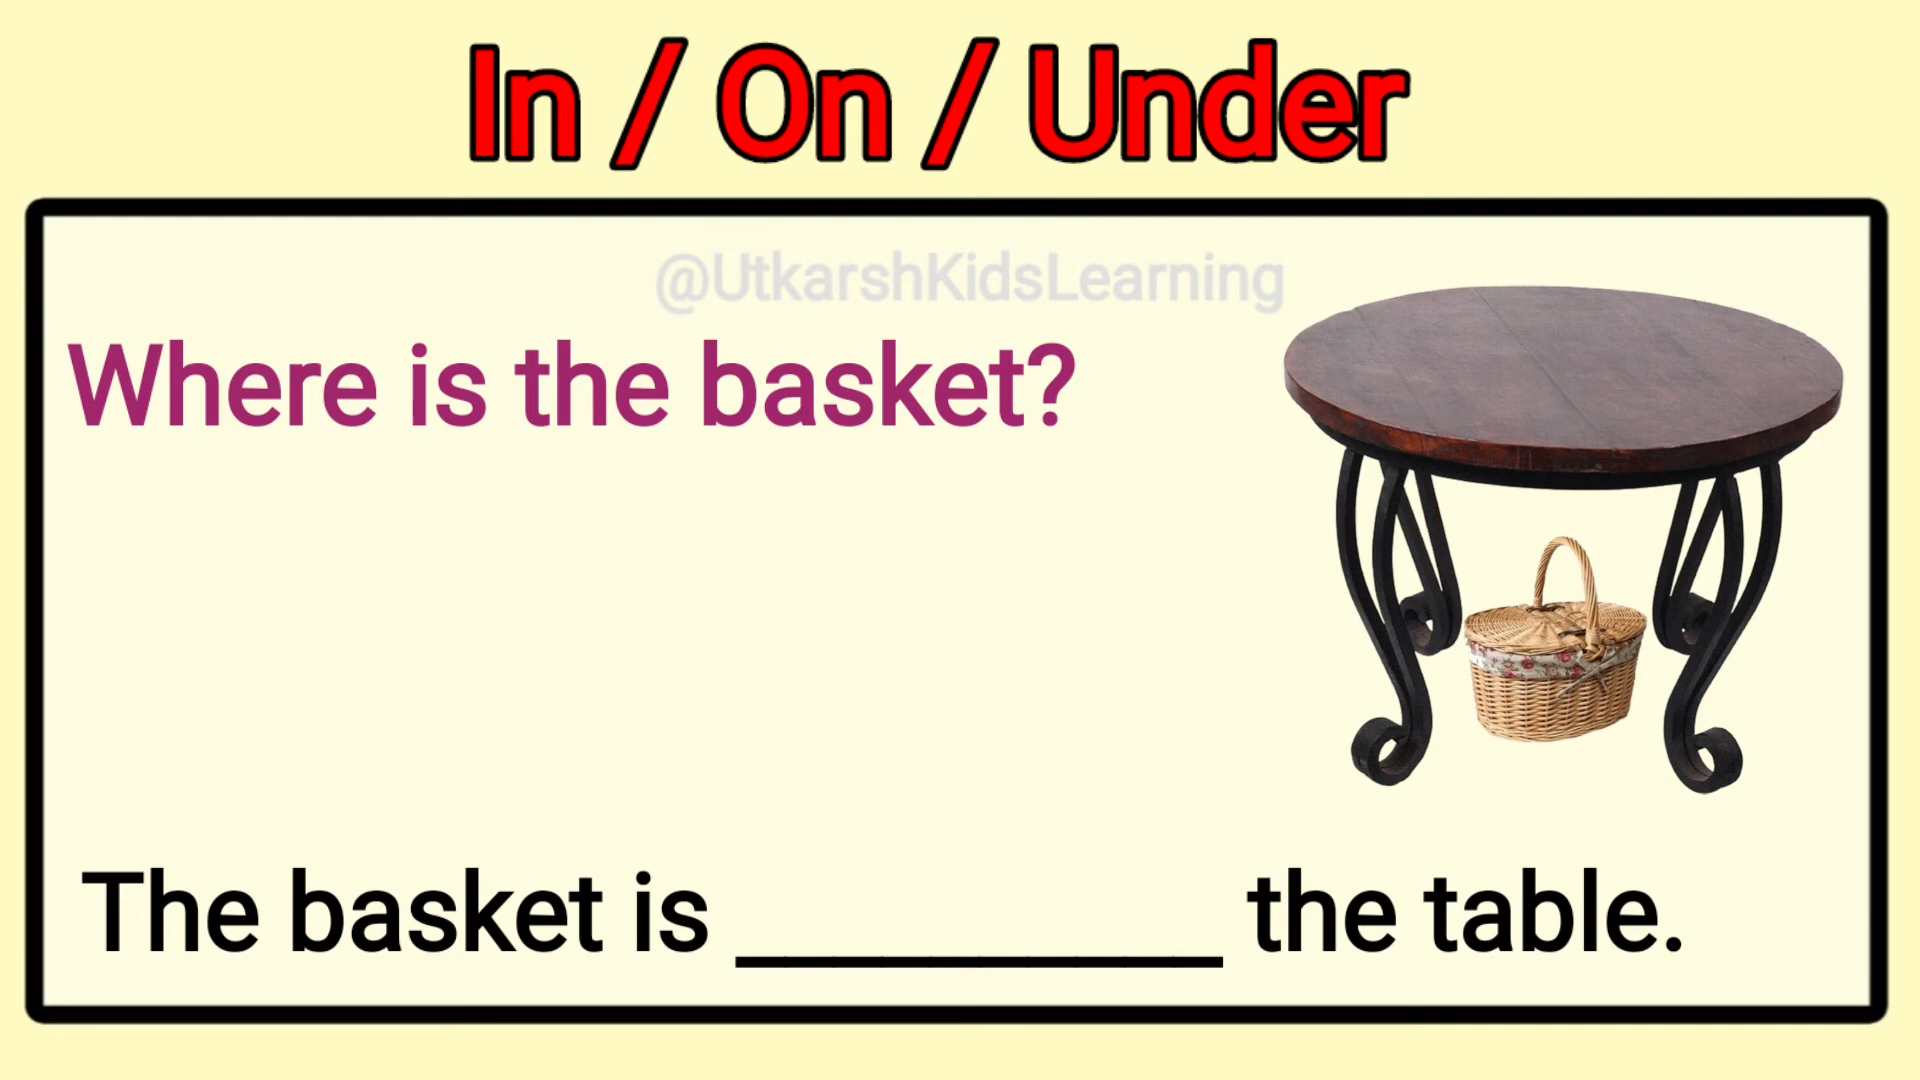 In / On / Under
@UtkarshKidsLearning
Where is the basket?
The basket is __________ the table.